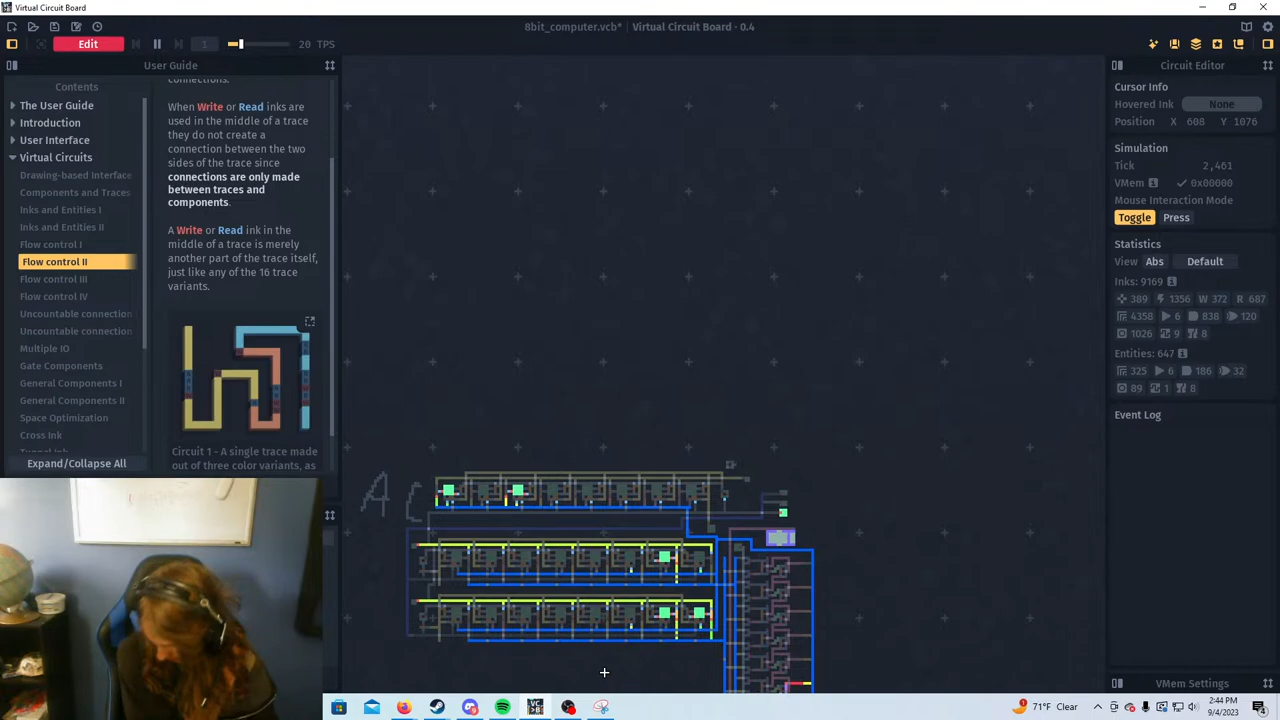 Virtual Circuit Board
8bit_computer.vcb* | Virtual Circuit Board - 0.4
Edit
1
20 TPS
User Guide
Circuit Editor
Contents
The User Guide
Introduction
User Interface
Virtual Circuits
Drawing-based Interface
Components and Traces
Inks and Entities I
Inks and Entities II
Flow control I
Flow control II
Flow control III
Flow control IV
Uncountable connection
Uncountable connection
Multiple IO
Gate Components
General Components I
General Components II
Space Optimization
Cross Ink
Expand/Collapse All
connections.
When Write or Read inks are
used in the middle of a trace
they do not create a
connection between the two
sides of the trace since
connections are only made
between traces and
components.
A Write or Read ink in the
middle of a trace is merely
another part of the trace itself,
just like any of the 16 trace
variants.
Circuit 1 - A single trace made
out of three color variants, as
AC
Cursor Info
Hovered Ink None
Position X 608 Y 1076
Simulation
Tick 2,461
VMem 0x00000
Mouse Interaction Mode
Toggle Press
Statistics
View Abs Default
Inks: 9169
389 1356 W 372 R 687
4358 6 838 120
1026 9 8
Entities: 647
325 6 186 32
89 1 8
Event Log
VMem Settings
71°F Clear
2:44 PM
9/4/2023